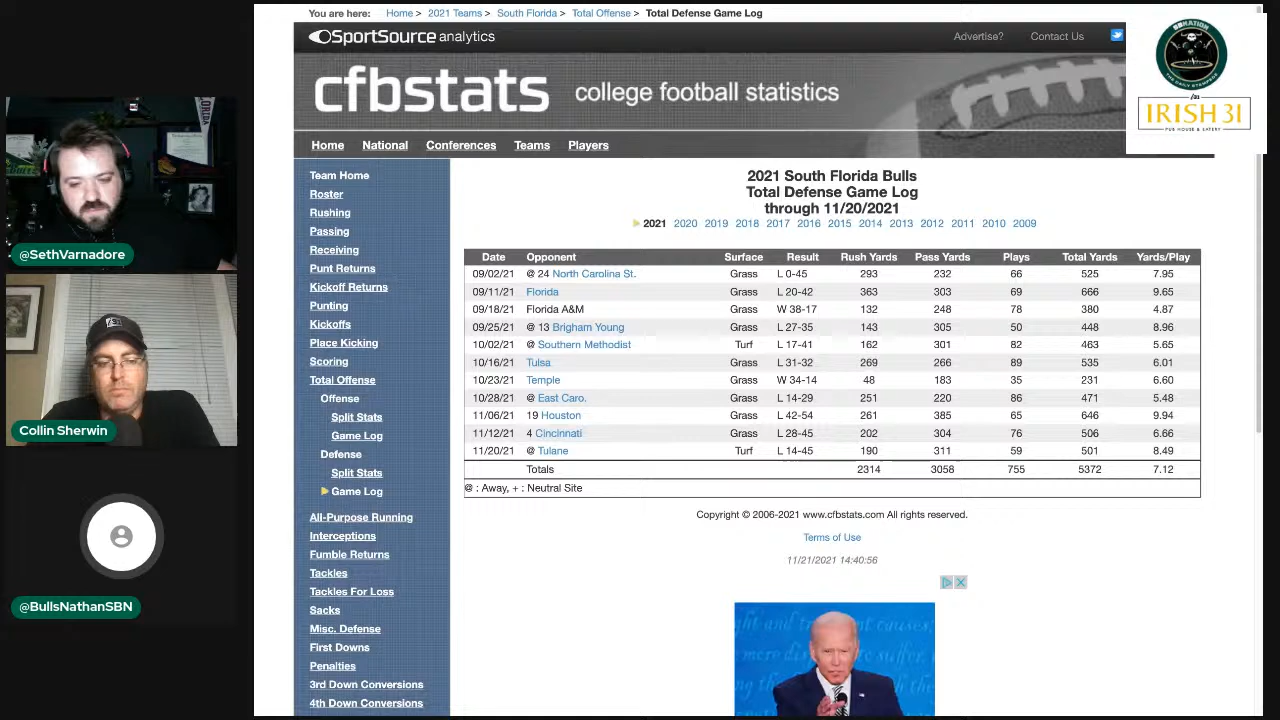 You are here: Home > 2021 Teams > South Florida > Total Offense > Total Defense Game Log
SportSource analytics
Advertise? Contact Us
cfbstats college football statistics
Home National Conferences Teams Players
SBNATION
THE DAILY STAMPEDE
/31
IRISH 31
PUB HOUSE & EATERY
@SethVarnadore
Collin Sherwin
@BullsNathanSBN
Team Home
Roster
Rushing
Passing
Receiving
Punt Returns
Kickoff Returns
Punting
Kickoffs
Place Kicking
Scoring
Total Offense
Offense
Split Stats
Game Log
Defense
Split Stats
Game Log
All-Purpose Running
Interceptions
Fumble Returns
Tackles
Tackles For Loss
Sacks
Misc. Defense
First Downs
Penalties
3rd Down Conversions
4th Down Conversions
2021 South Florida Bulls
Total Defense Game Log
through 11/20/2021
2021 2020 2019 2018 2017 2016 2015 2014 2013 2012 2011 2010 2009
Date Opponent Surface Result Rush Yards Pass Yards Plays Total Yards Yards/Play
09/02/21 @ 24 North Carolina St. Grass L 0-45 293 232 66 525 7.95
09/11/21 Florida Grass L 20-42 363 303 69 666 9.65
09/18/21 Florida A&M Grass W 38-17 132 248 78 380 4.87
09/25/21 @ 13 Brigham Young Grass L 27-35 143 305 50 448 8.96
10/02/21 @ Southern Methodist Turf L 17-41 162 301 82 463 5.65
10/16/21 Tulsa Grass L 31-32 269 266 89 535 6.01
10/23/21 Temple Grass W 34-14 48 183 35 231 6.60
10/28/21 @ East Caro. Grass L 14-29 251 220 86 471 5.48
11/06/21 19 Houston Grass L 42-54 261 385 65 646 9.94
11/12/21 4 Cincinnati Grass L 28-45 202 304 76 506 6.66
11/20/21 @ Tulane Turf L 14-45 190 311 59 501 8.49
Totals 2314 3058 755 5372 7.12
@ : Away, + : Neutral Site
Copyright © 2006-2021 www.cfbstats.com All rights reserved.
Terms of Use
11/21/2021 14:40:56